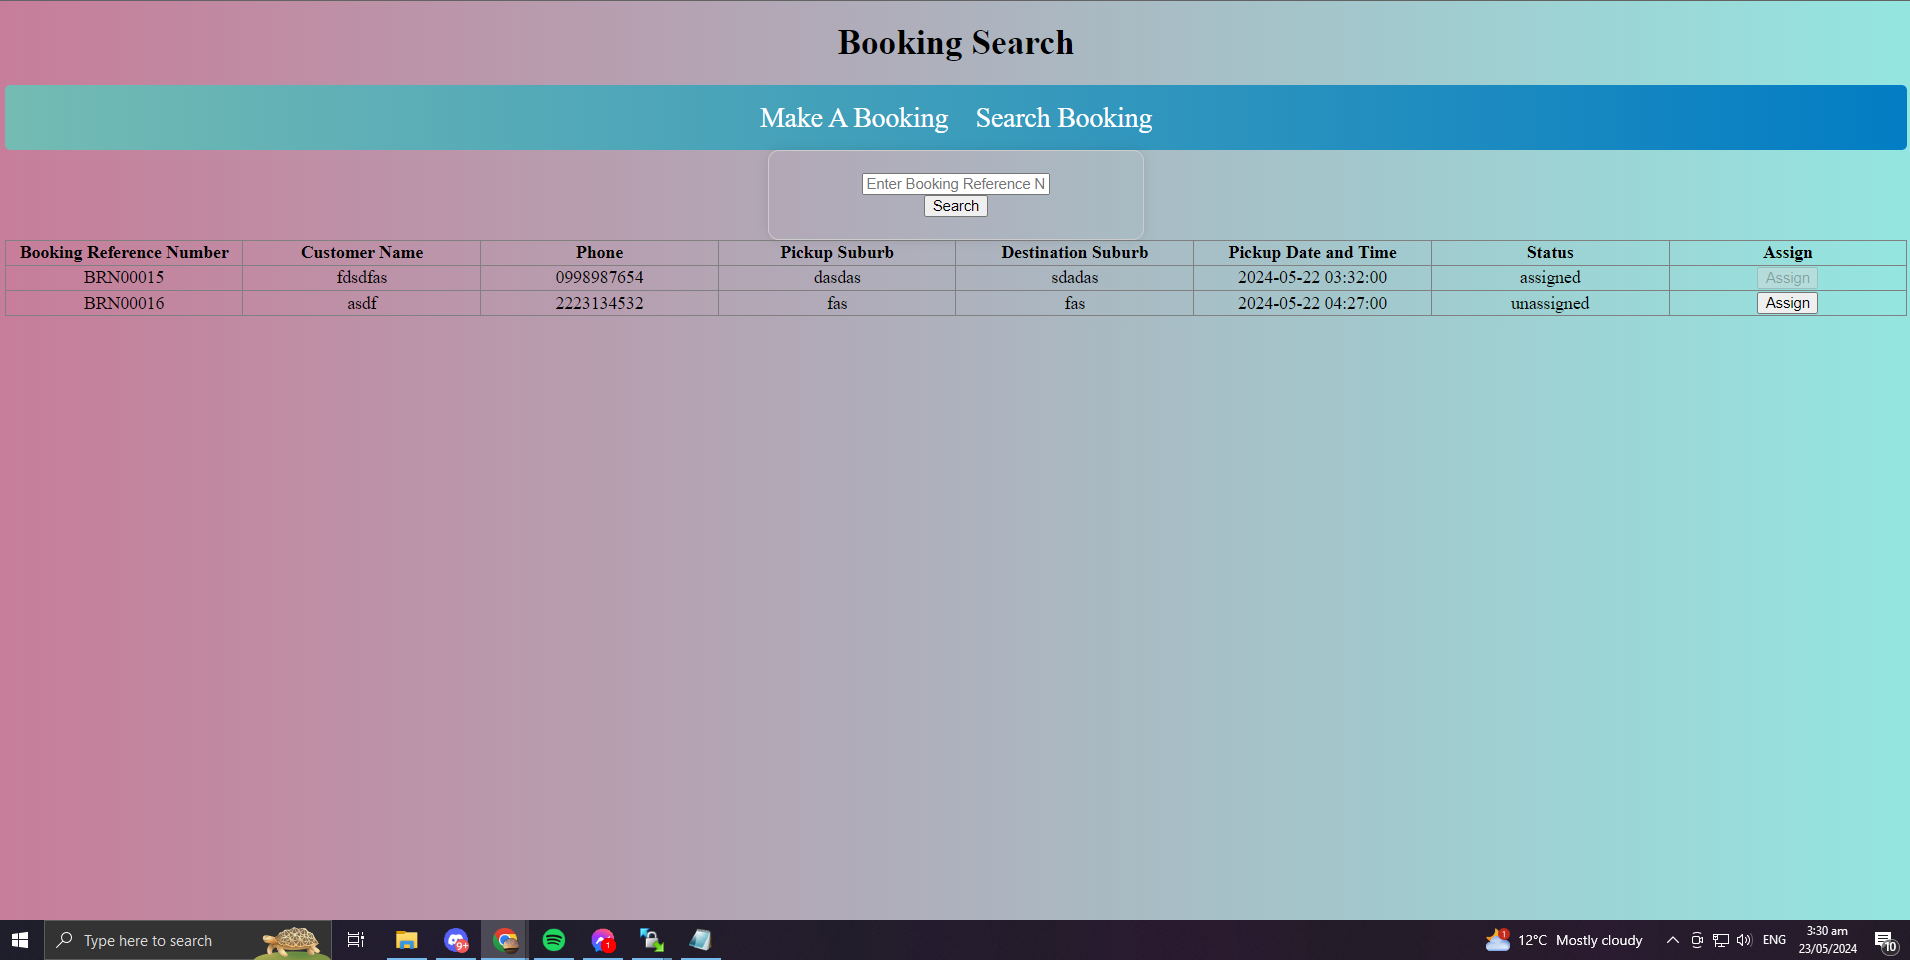 Booking Search
Make A Booking Search Booking
Enter Booking Reference N
Search
Booking Reference Number Customer Name Phone Pickup Suburb Destination Suburb Pickup Date and Time Status Assign
BRN00015 fdsdfas 0998987654 dasdas sdadas 2024-05-22 03:32:00 assigned Assign
BRN00016 asdf 2223134532 fas fas 2024-05-22 04:27:00 unassigned Assign
Type here to search 9+ 1 1 12°C Mostly cloudy ENG 3:30 am
23/05/2024 10